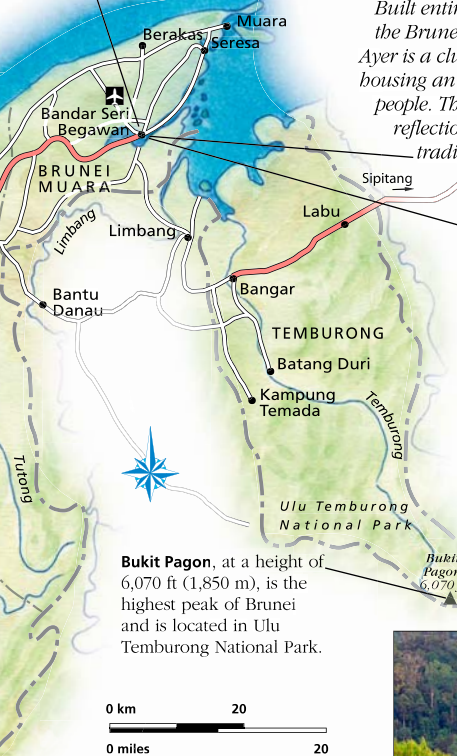 Built entir
the Brune
Ayer is a clu
housing an
people. Th
reflectio
tradi
Muara
Berakas
Seresa
Bandar Seri
Begawan
BRUNEI
MUARA
Sipitang
Labu
Limbang
Limbang
Bangar
Bantu
Danau
TEMBURONG
Batang Duri
Kampung
Temada
Temburong
Tutong
Ulu Temburong
National Park
Bukit Pagon, at a height of
6,070 ft (1,850 m), is the
highest peak of Brunei
and is located in Ulu
Temburong National Park.
Bukit
Pagon
6,070
0 km 20
0 miles 20